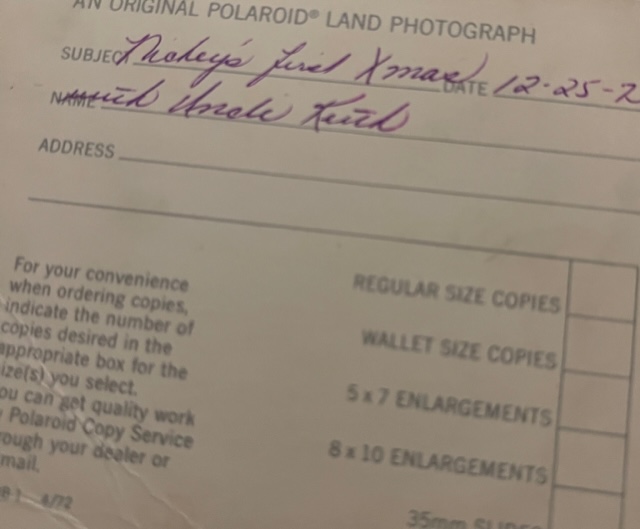 AN ORIGINAL POLAROID® LAND PHOTOGRAPH
SUBJECT first Xmas DATE 12-25-7
NAME with Uncle Keith
ADDRESS
For your convenience
when ordering copies,
indicate the number of
copies desired in the
appropriate box for the
size(s) you select.
You can get quality work
Polaroid Copy Service
through your dealer or
mail.
REGULAR SIZE COPIES
WALLET SIZE COPIES
5 x 7 ENLARGEMENTS
8 x 10 ENLARGEMENTS
35mm SLIDES